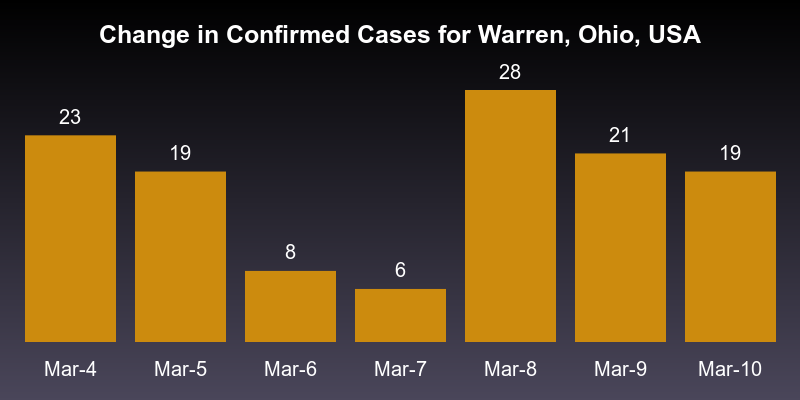 Change in Confirmed Cases for Warren, Ohio, USA
23
19
8
6
28
21
19
Mar-4
Mar-5
Mar-6
Mar-7
Mar-8
Mar-9
Mar-10